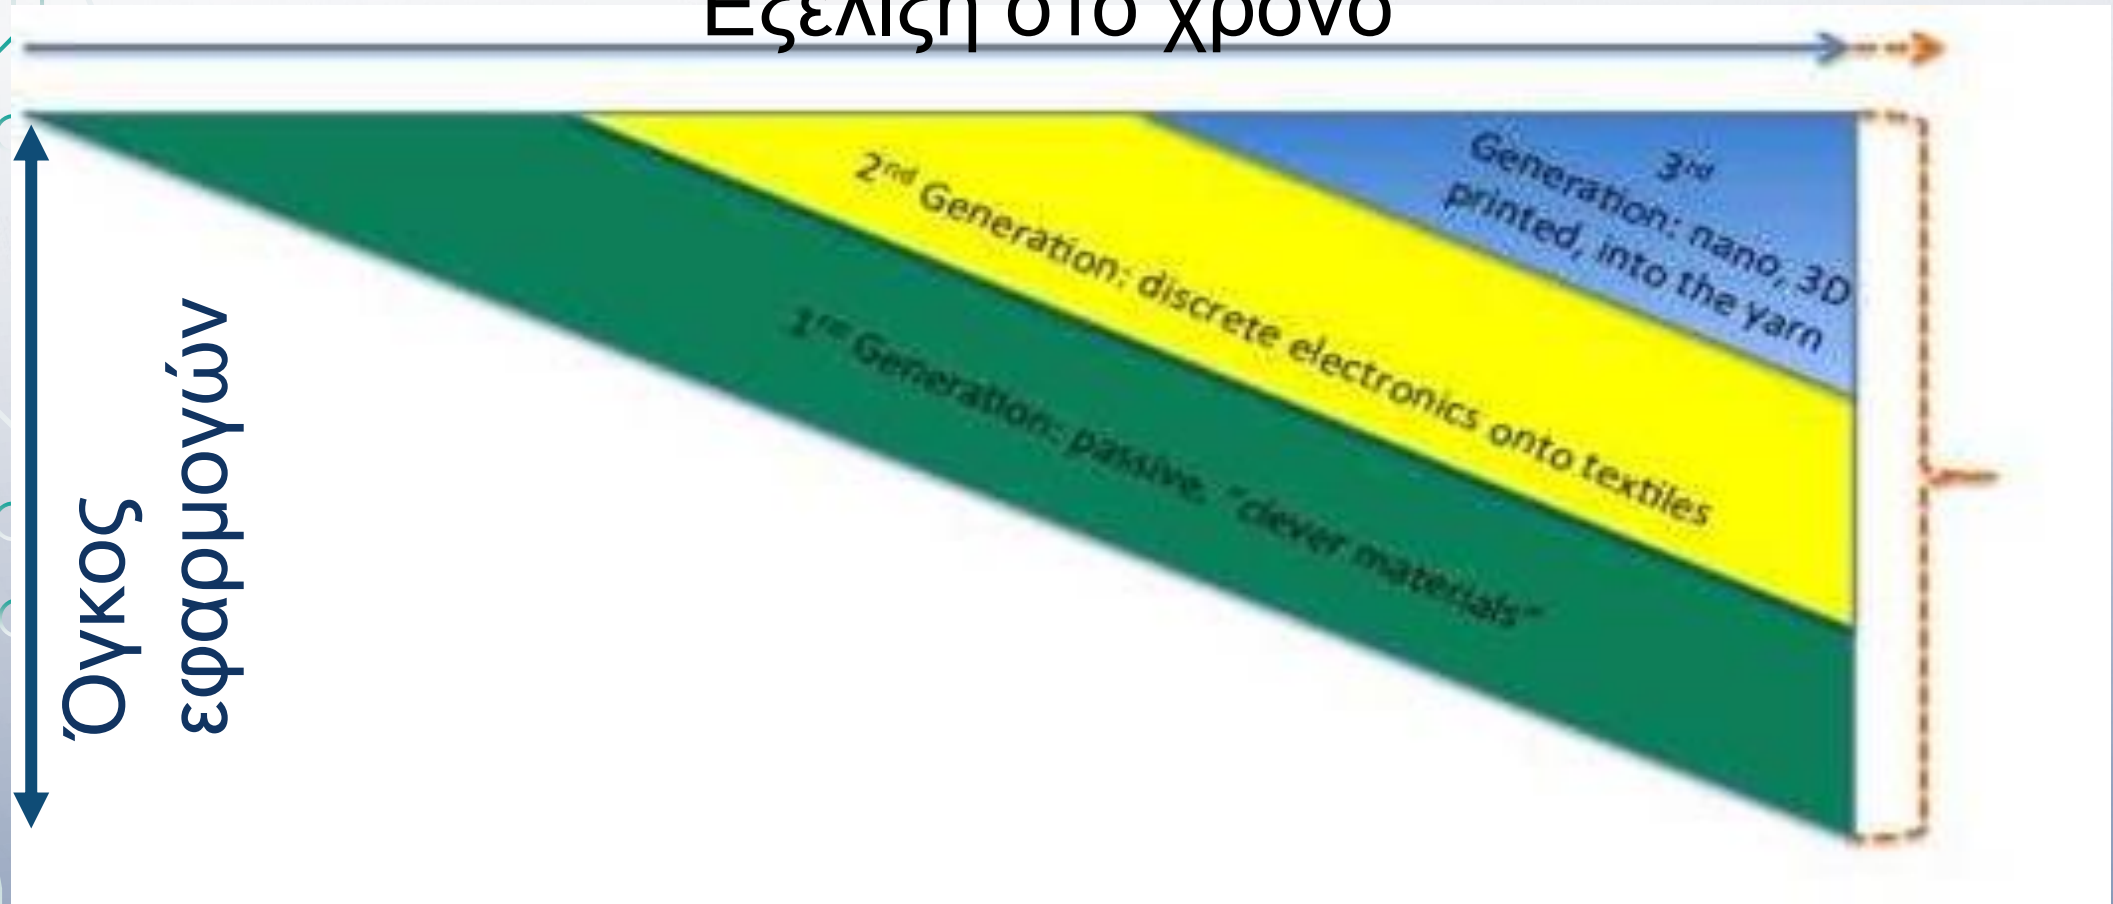 Εξέλιξη στο χρόνο
Όγκος
εφαρμογών
3rd
Generation: nano, 3D
printed, into the yarn
2nd Generation: discrete electronics onto textiles
Generation: passive, "clever materials"